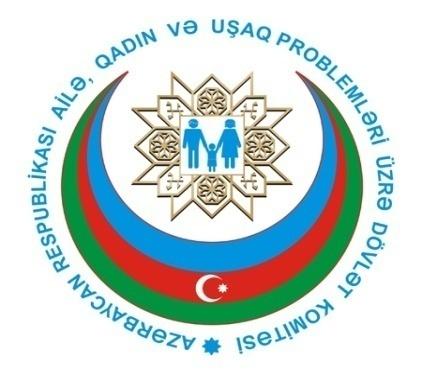 AZƏRBAYCAN RESPUBLİKASI AİLƏ, QADIN VƏ UŞAQ PROBLEMLƏRİ ÜZRƏ DÖVLƏT KOMİTƏSİ